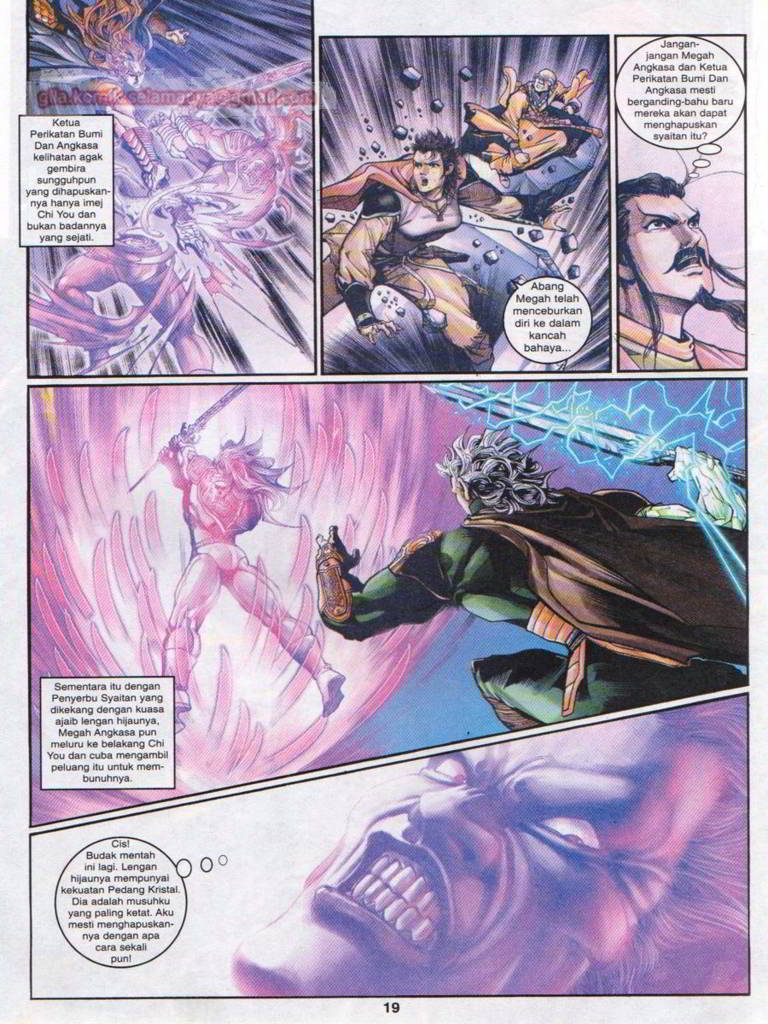 gila.komik.selamanya@gmail.com
Ketua
Perikatan Bumi
Dan Angkasa
kelihatan agak
gembira
sungguhpun
yang dihapuskan-
nya hanya imej
Chi You dan
bukan badannya
yang sejati.
Abang
Megah telah
menceburkan
diri ke dalam
kancah
bahaya...
Jangan-
jangan Megah
Angkasa dan Ketua
Perikatan Bumi Dan
Angkasa mesti
berganding-bahu baru
mereka akan dapat
menghapuskan
syaitan itu?
Sementara itu dengan
Penyerbu Syaitan yang
dikekang dengan kuasa
ajaib lengan hijaunya,
Megah Angkasa pun
meluru ke belakang Chi
You dan cuba mengambil
peluang itu untuk mem-
bunuhnya.
Cis!
Budak mentah
ini lagi. Lengan
hijaunya mempunyai
kekuatan Pedang Kristal.
Dia adalah musuhku
yang paling ketat. Aku
mesti menghapuskan-
nya dengan apa
cara sekali
pun!
19